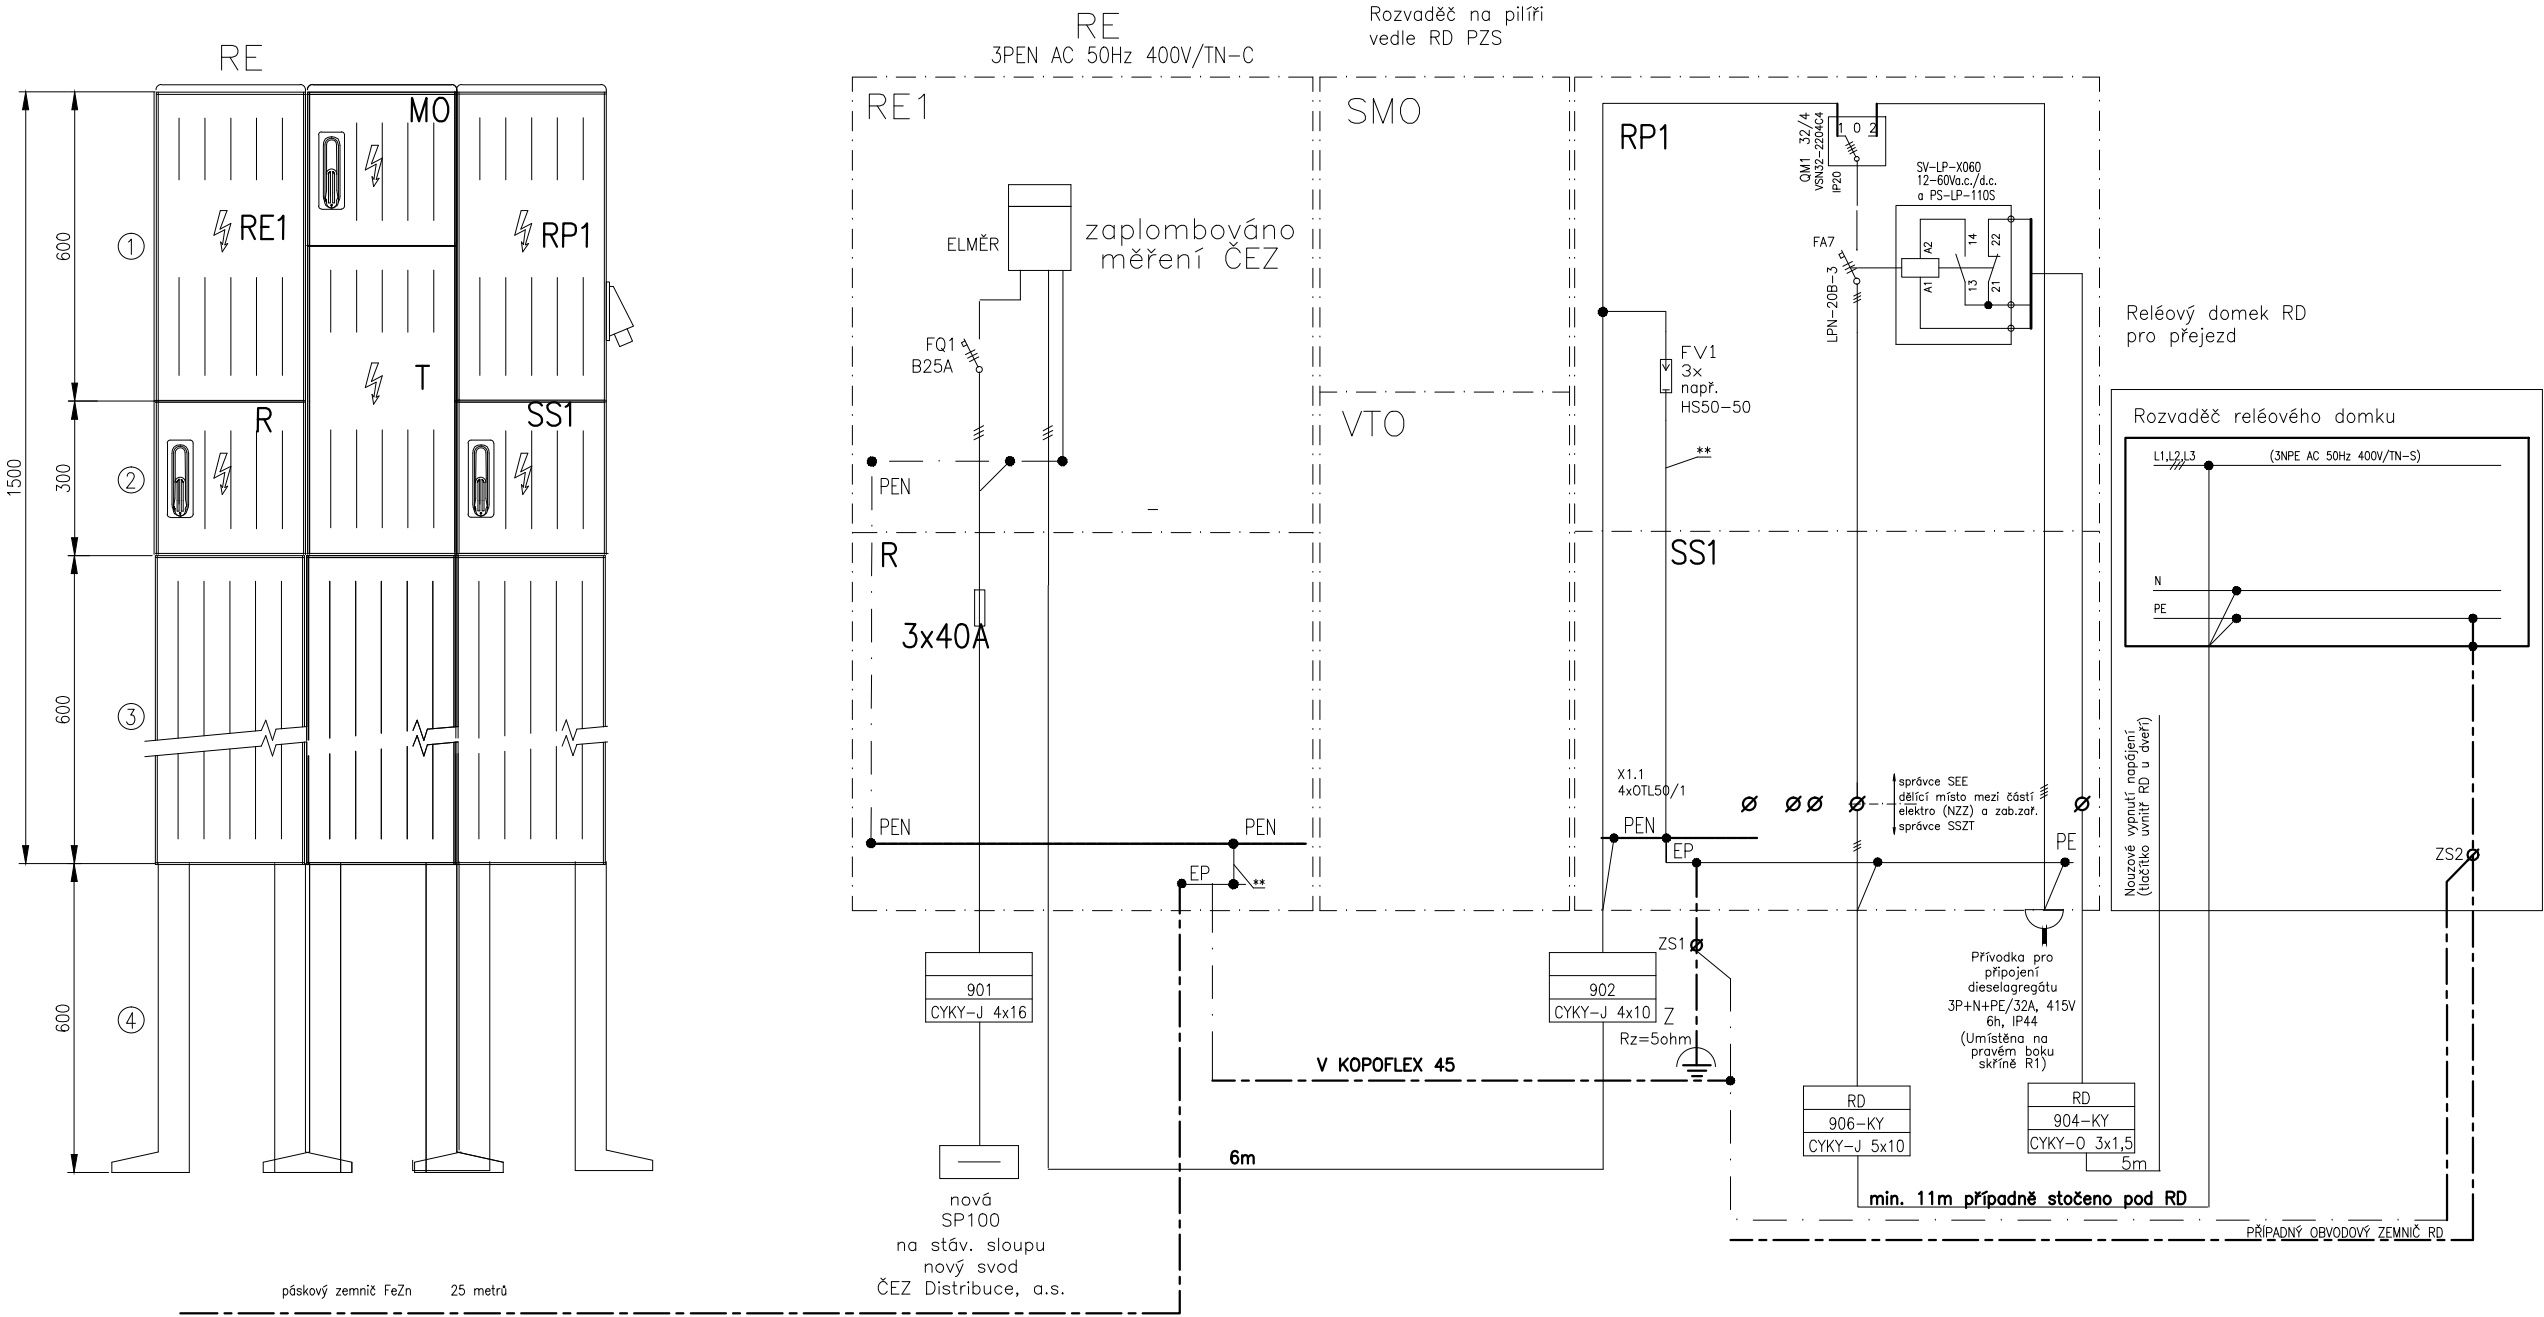 RE
MO
RE1
RP1
T
R
SS1
1500
600
300
600
600
1
2
3
4
páskový zemnič FeZn 25 metrů
RE
3PEN AC 50Hz 400V/TN-C
Rozvaděč na pilíři
vedle RD PZS
RE1
ELMĚR
zaplombováno
měření ČEZ
FQ1
B25A
PEN
R
3x40A
PEN
PEN
EP
**
901
CYKY-J 4x16
nová
SP100
na stáv. sloupu
nový svod
ČEZ Distribuce, a.s.
SMO
VTO
RP1
QM1 32/4
VSN32-2204C4
IP20
1 0 2
SV-LP-X060
12-60Va.c./d.c.
a PS-LP-110S
A2
A1
14
13
22
21
FA7
LPN-20B-3
FV1
3x
např.
HS50-50
**
SS1
X1.1
4xOTL50/1
správce SEE
dělící místo mezi částí
elektro (NZZ) a zab.zař.
správce SSZT
PEN
EP
PE
ZS1
902
CYKY-J 4x10
Z
Rz=5ohm
V KOPOFLEX 45
6m
Přívodka pro
připojení
dieselagregátu
3P+N+PE/32A, 415V
6h, IP44
(Umístěna na
pravém boku
skříně R1)
RD
906-KY
CYKY-J 5x10
RD
904-KY
CYKY-O 3x1,5
5m
min. 11m případně stočeno pod RD
PŘÍPADNÝ OBVODOVÝ ZEMNIČ RD
Reléový domek RD
pro přejezd
Rozvaděč reléového domku
L1,L2,L3 (3NPE AC 50Hz 400V/TN-S)
N
PE
Nouzové vypnutí napájení
(tlačítko uvnitř RD u dveří)
ZS2